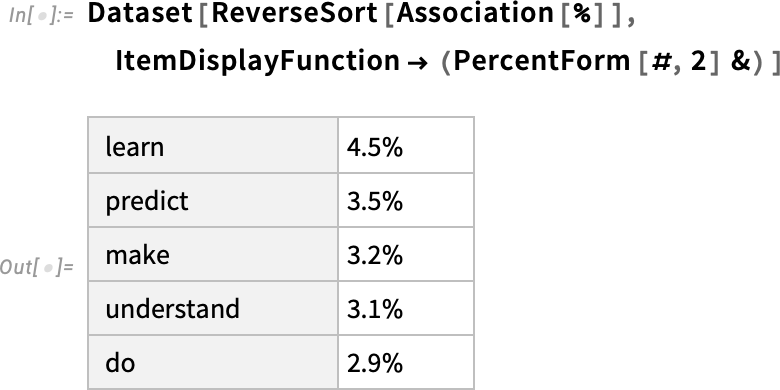 In[●]:= Dataset[ReverseSort[Association[%]],
ItemDisplayFunction → (PercentForm[#, 2] &)]
Out[●]=
learn 4.5%
predict 3.5%
make 3.2%
understand 3.1%
do 2.9%